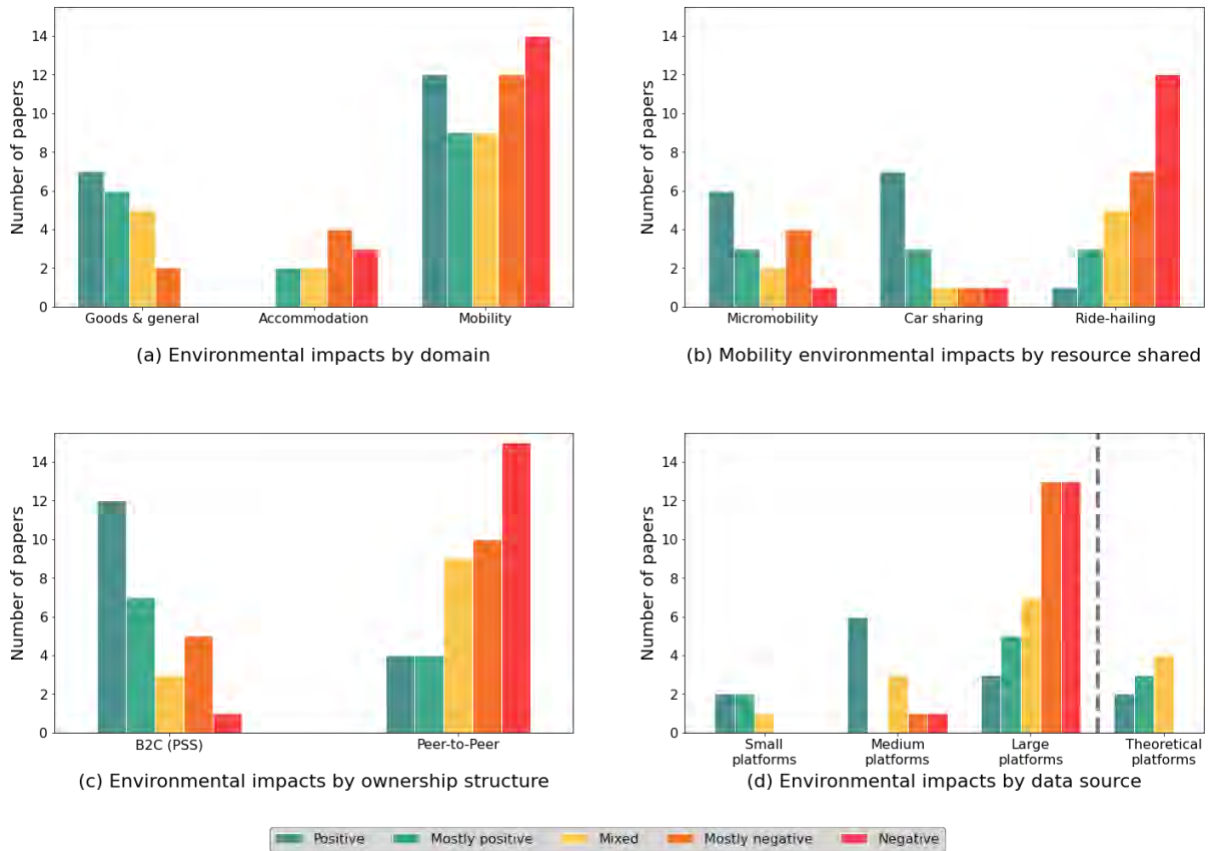 14
12
10
8
6
4
2
0
Number of papers
Goods & general Accommodation Mobility
(a) Environmental impacts by domain
14
12
10
8
6
4
2
0
Number of papers
Micromobility Car sharing Ride-hailing
(b) Mobility environmental impacts by resource shared
14
12
10
8
6
4
2
0
Number of papers
B2C (PSS) Peer-to-Peer
(c) Environmental impacts by ownership structure
14
12
10
8
6
4
2
0
Number of papers
Small Medium Large Theoretical
platforms platforms platforms platforms
(d) Environmental impacts by data source
Positive Mostly positive Mixed Mostly negative Negative